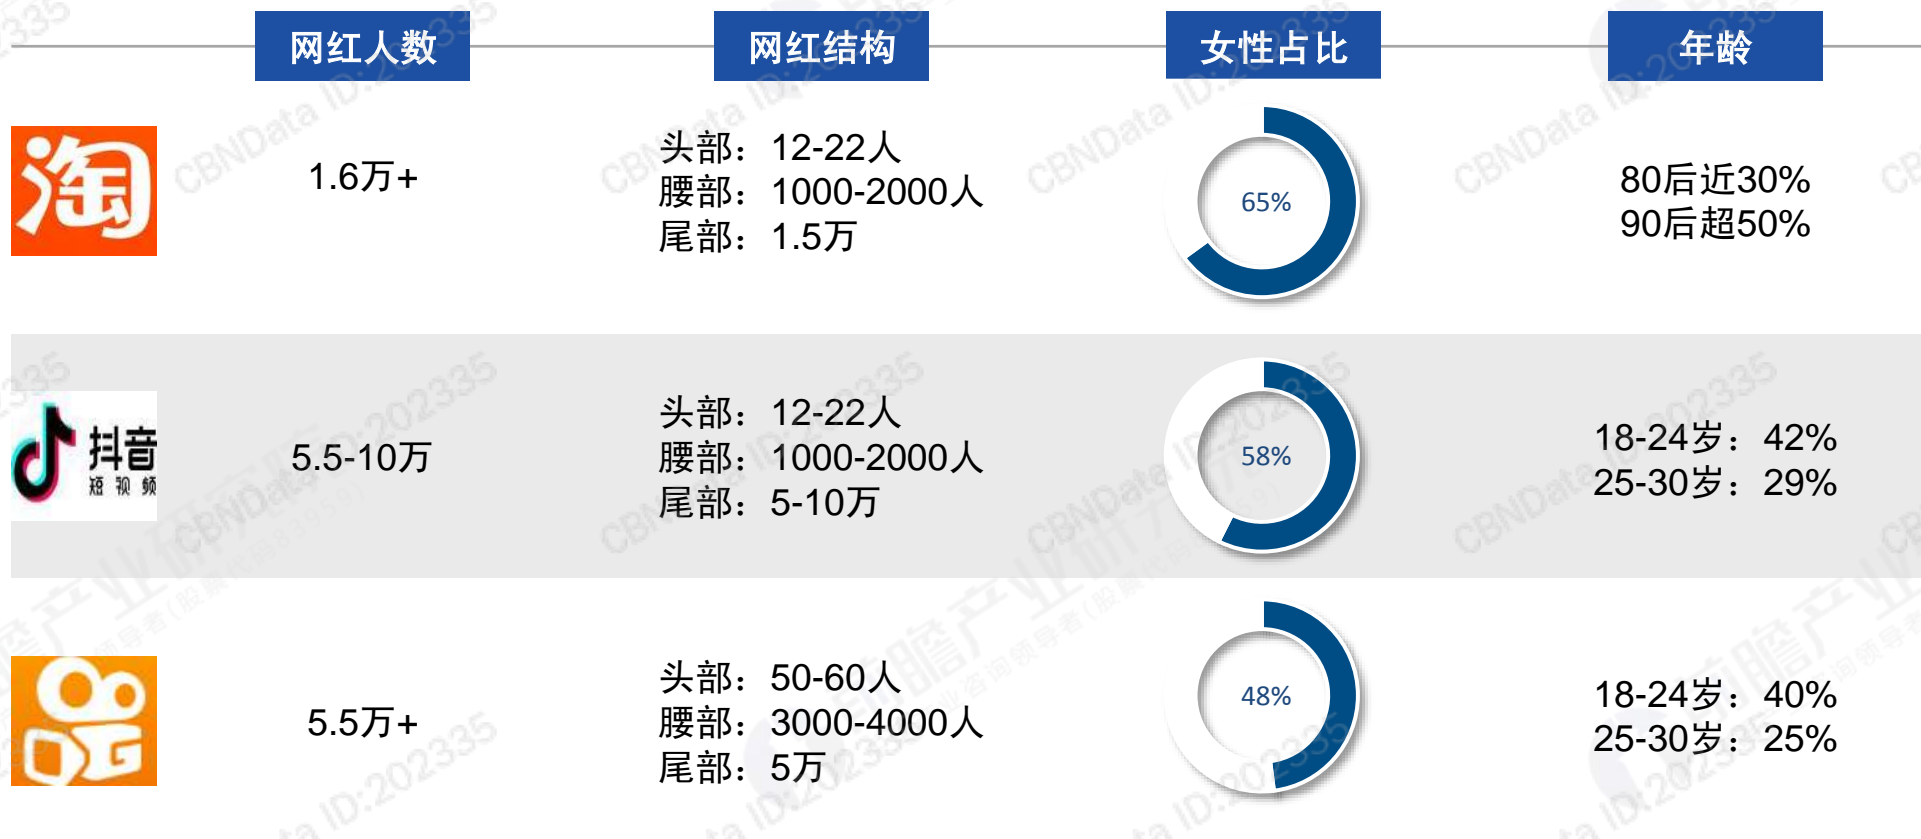 网红人数 网红结构 女性占比 年龄
淘
1.6万+
头部：12-22人
腰部：1000-2000人
尾部：1.5万
65%
80后近30%
90后超50%
抖音
短视频
5.5-10万
头部：12-22人
腰部：1000-2000人
尾部：5-10万
58%
18-24岁：42%
25-30岁：29%
5.5万+
头部：50-60人
腰部：3000-4000人
尾部：5万
48%
18-24岁：40%
25-30岁：25%
CBNData ID:202335